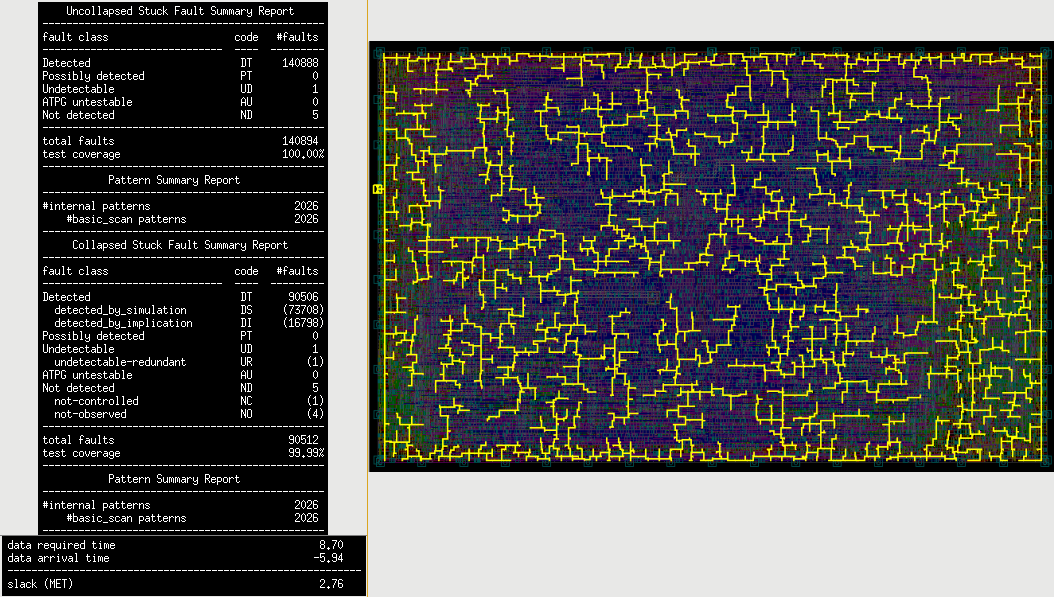 Uncollapsed Stuck Fault Summary Report
-----------------------------------------------
fault class code #faults
------------------------------ ---- ---------
Detected DT 140888
Possibly detected PT 0
Undetectable UD 1
ATPG untestable AU 0
Not detected ND 5
-----------------------------------------------
total faults 140894
test coverage 100.00%
-----------------------------------------------
Pattern Summary Report
-----------------------------------------------
#internal patterns 2026
#basic_scan patterns 2026
-----------------------------------------------
Collapsed Stuck Fault Summary Report
-----------------------------------------------
fault class code #faults
------------------------------ ---- ---------
Detected DT 90506
detected_by_simulation DS (73708)
detected_by_implication DI (16798)
Possibly detected PT 0
Undetectable UD 1
undetectable-redundant UR (1)
ATPG untestable AU 0
Not detected ND 5
not-controlled NC (1)
not-observed NO (4)
-----------------------------------------------
total faults 90512
test coverage 99.99%
-----------------------------------------------
Pattern Summary Report
-----------------------------------------------
#internal patterns 2026
#basic_scan patterns 2026
-----------------------------------------------
data required time 8.70
data arrival time -5.94
-----------------------------------------------
slack (MET) 2.76